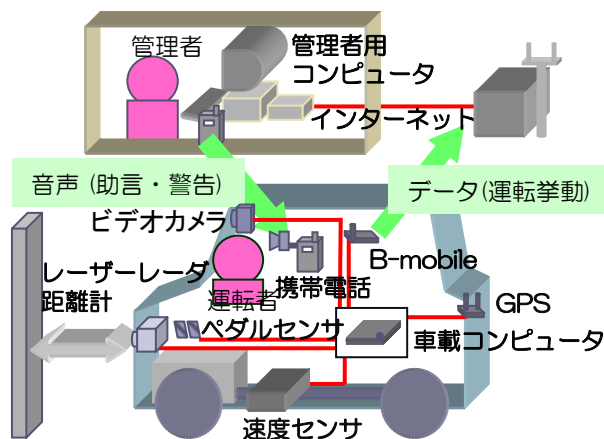 管理者
管理者用
コンピュータ
インターネット
音声 (助言・警告)
データ(運転挙動)
ビデオカメラ
B-mobile
レーザーレーダ
距離計
運転者
携帯電話
GPS
ペダルセンサ
車載コンピュータ
速度センサ